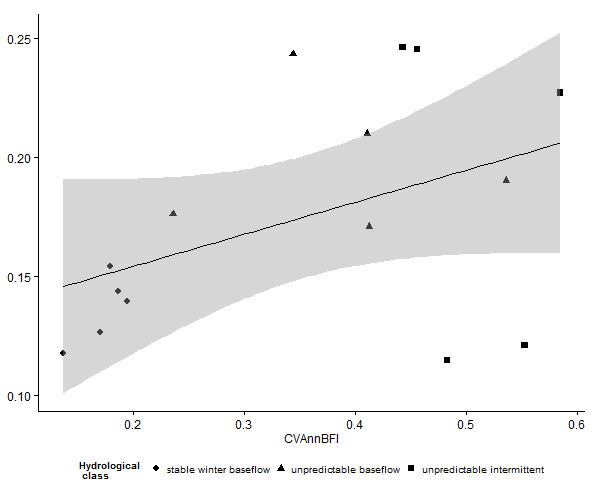 0.25
0.20
0.15
0.10
0.2 0.3 0.4 0.5 0.6
CVAnnBFI
Hydrological
class
stable winter baseflow unpredictable baseflow unpredictable intermittent